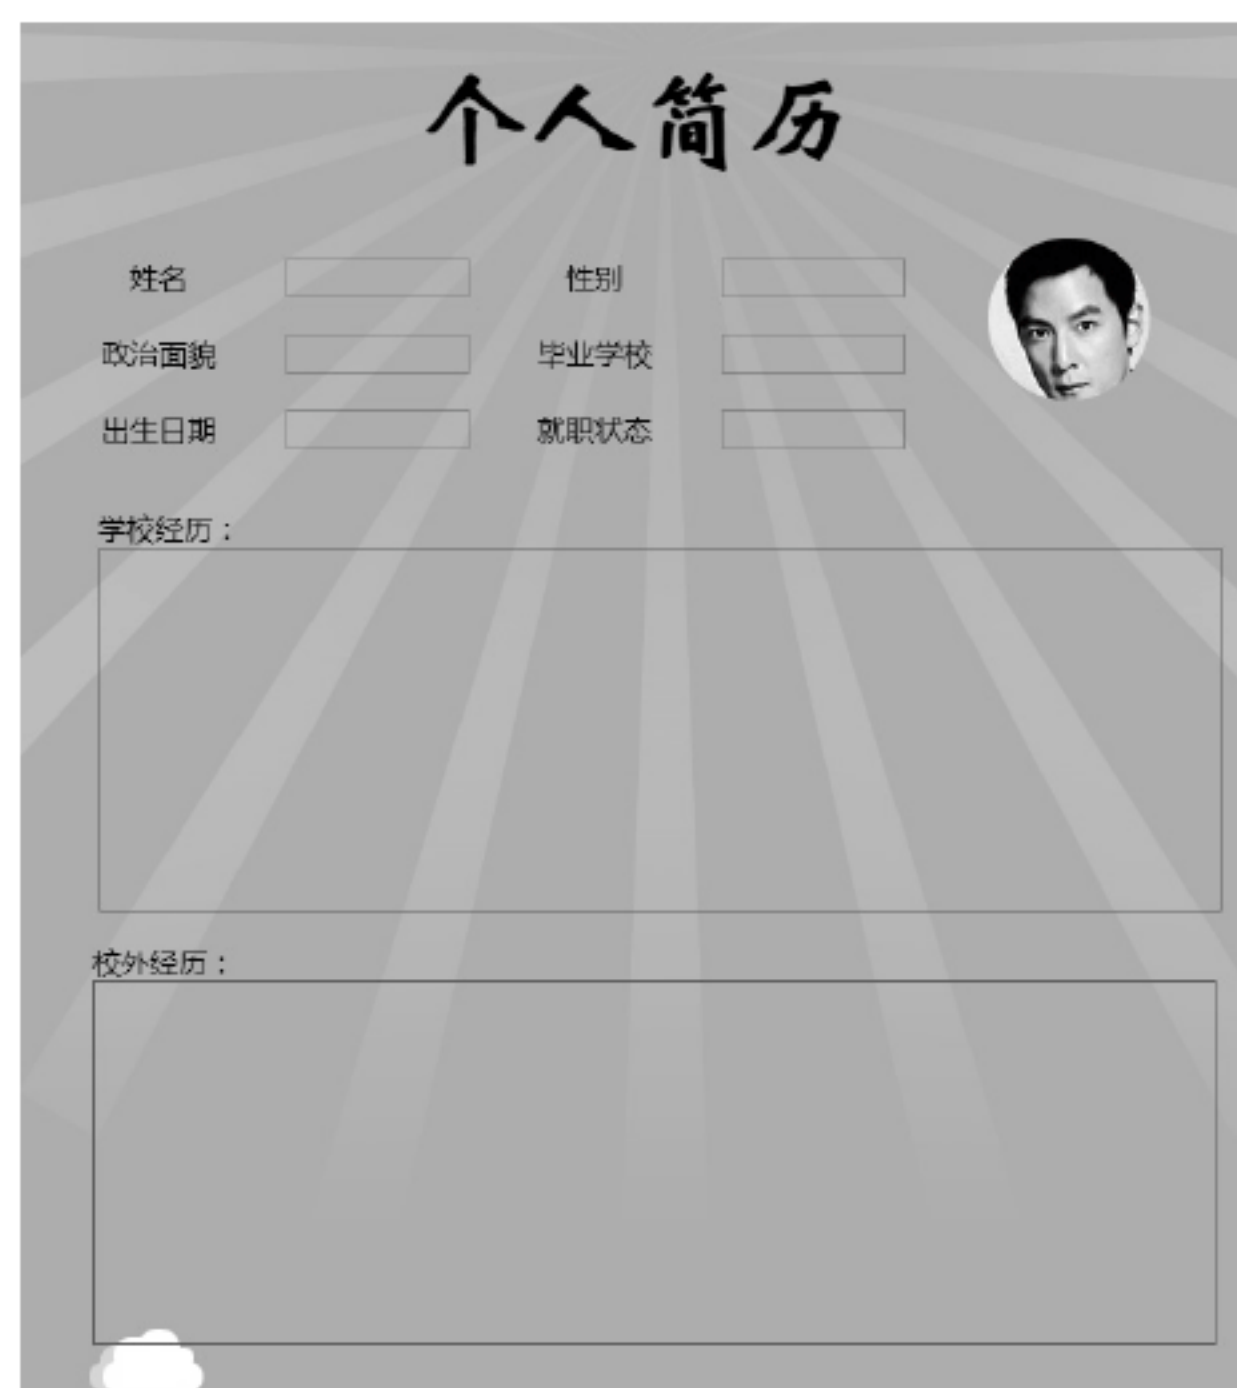 个人简历
姓名 性别
政治面貌 毕业学校
出生日期 就职状态
学校经历：
校外经历：